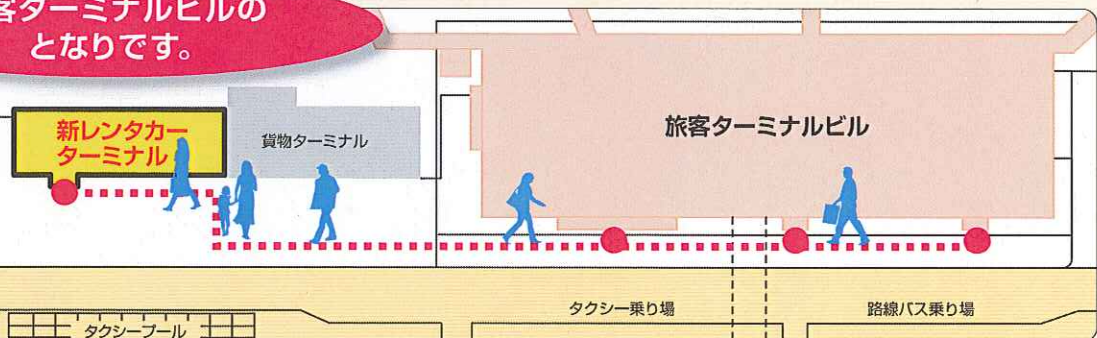 客ターミナルビルの
となりです。
新レンタカー
ターミナル
貨物ターミナル
旅客ターミナルビル
タクシー乗り場
路線バス乗り場
タクシープール